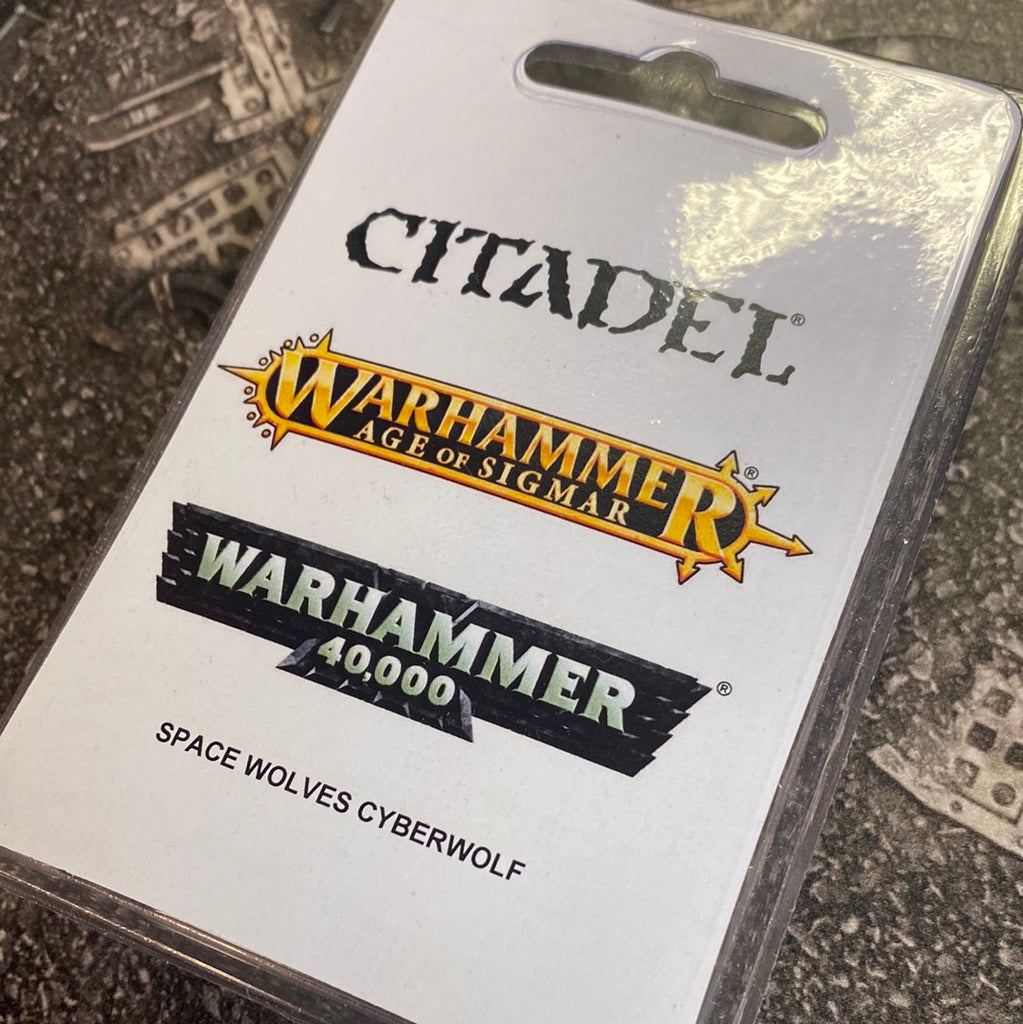 CITADEL®
WARHAMMER®
AGE OF SIGMAR
WARHAMMER®
40,000
SPACE WOLVES CYBERWOLF